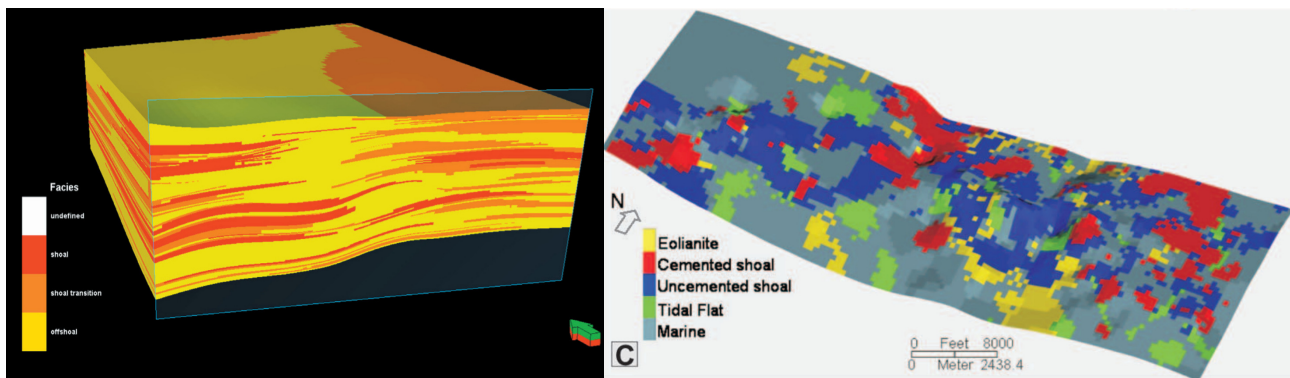 Facies
undefined
shoal
shoal transition
offshoal
N
Eolianite
Cemented shoal
Uncemented shoal
Tidal Flat
Marine
C
0 Feet 8000
0 Meter 2438.4